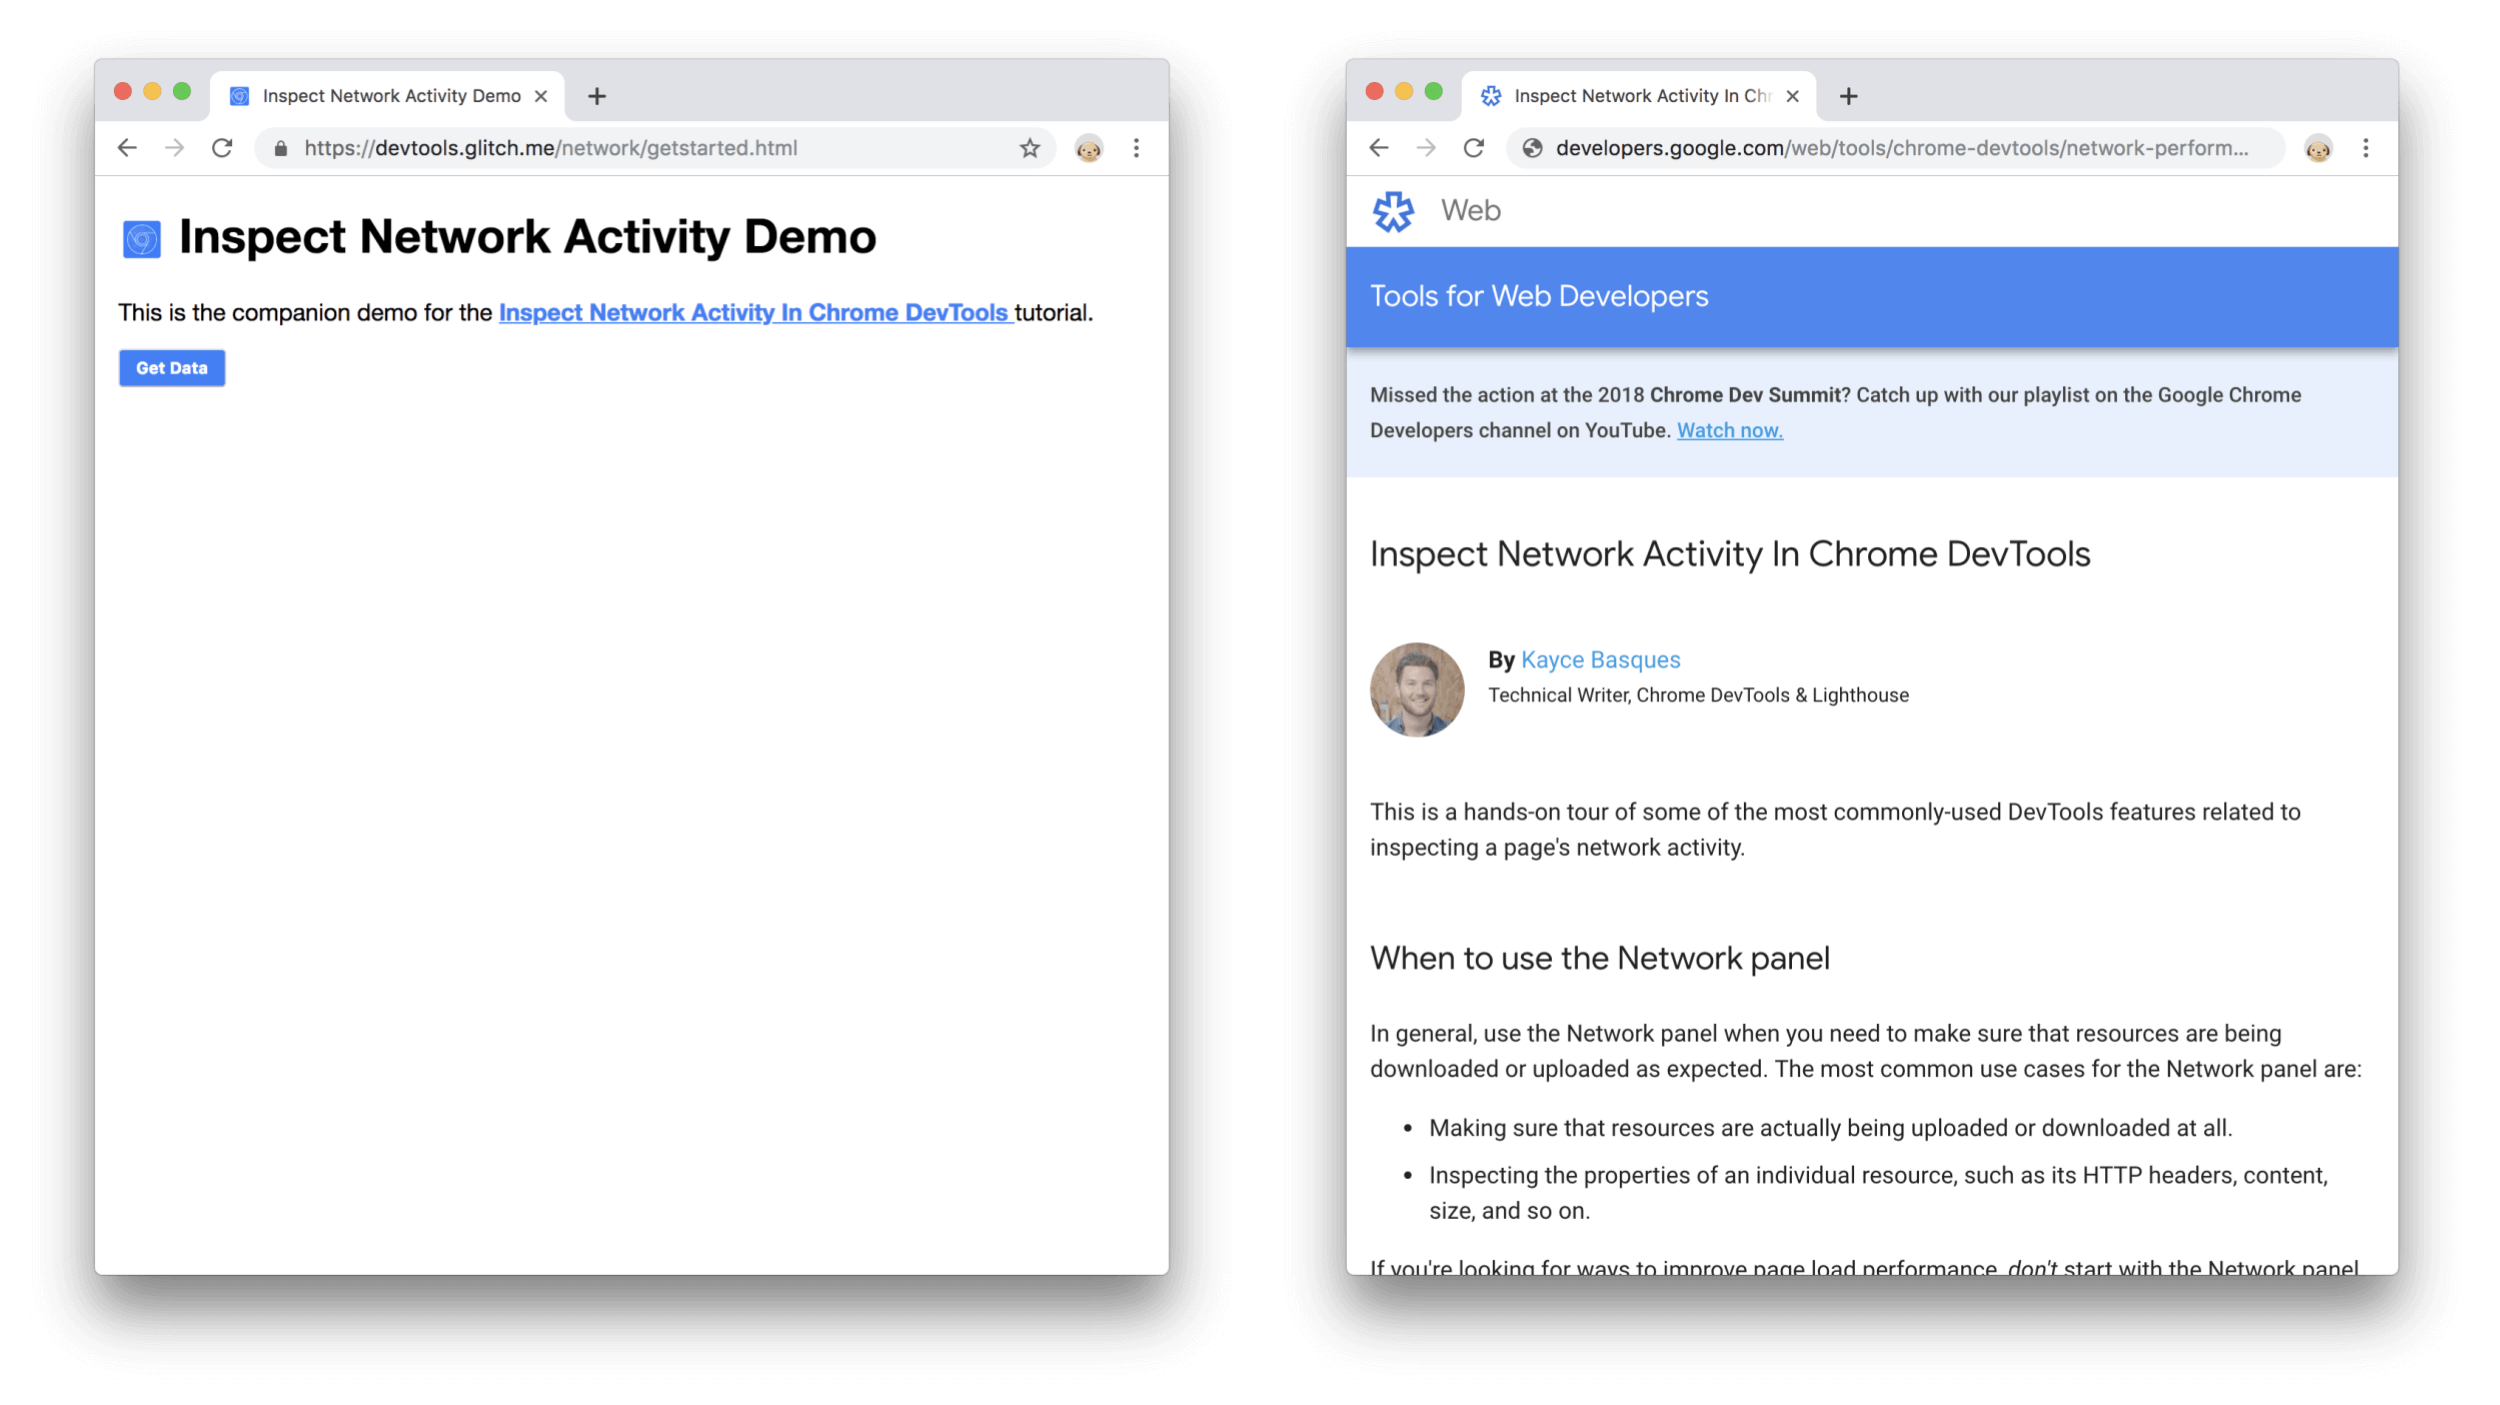 Inspect Network Activity Demo
https://devtools.glitch.me/network/getstarted.html
Inspect Network Activity Demo
This is the companion demo for the Inspect Network Activity In Chrome DevTools tutorial.
Get Data
Inspect Network Activity In Chr
developers.google.com/web/tools/chrome-devtools/network-perform...
Web
Tools for Web Developers
Missed the action at the 2018 Chrome Dev Summit? Catch up with our playlist on the Google Chrome
Developers channel on YouTube. Watch now.
Inspect Network Activity In Chrome DevTools
By Kayce Basques
Technical Writer, Chrome DevTools & Lighthouse
This is a hands-on tour of some of the most commonly-used DevTools features related to
inspecting a page's network activity.
When to use the Network panel
In general, use the Network panel when you need to make sure that resources are being
downloaded or uploaded as expected. The most common use cases for the Network panel are:
• Making sure that resources are actually being uploaded or downloaded at all.
• Inspecting the properties of an individual resource, such as its HTTP headers, content,
size, and so on.
If you're looking for ways to improve page load performance, don't start with the Network panel